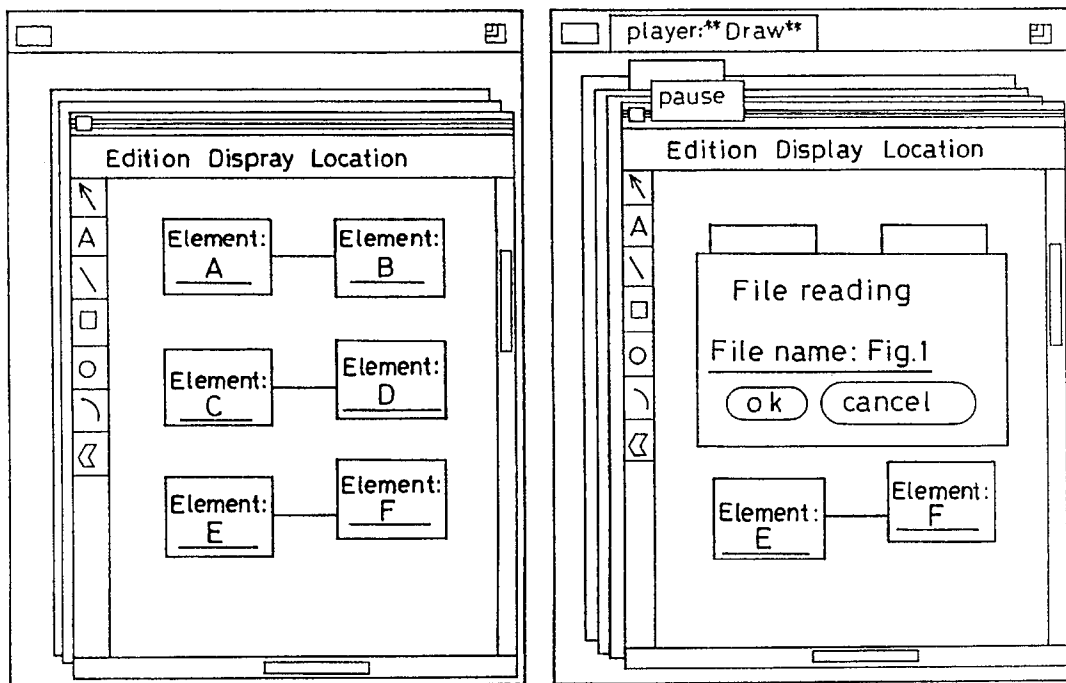 Edition Dispray Location
A
Element:
A
Element:
B
Element:
C
Element:
D
Element:
E
Element:
F
player:** Draw**
pause
Edition Display Location
A
File reading
File name: Fig.1
ok cancel
Element:
E
Element:
F